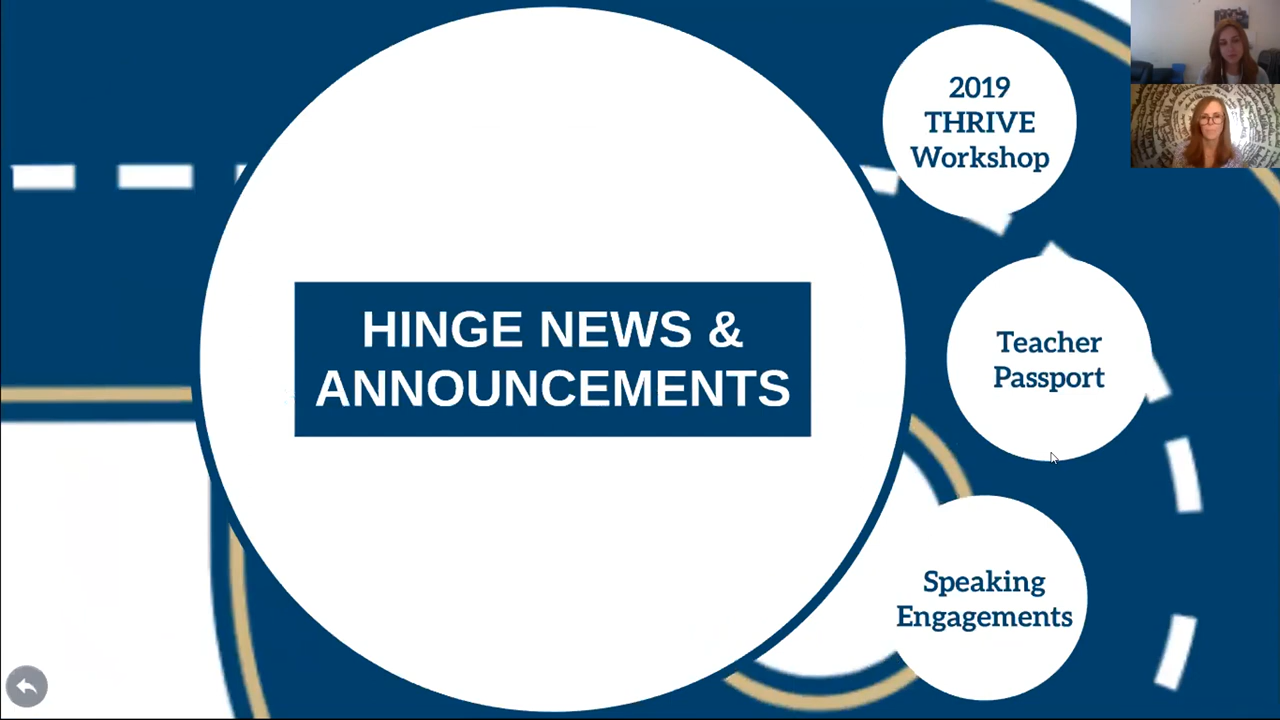 HINGE NEWS &
ANNOUNCEMENTS
2019
THRIVE
Workshop
Teacher
Passport
Speaking
Engagements